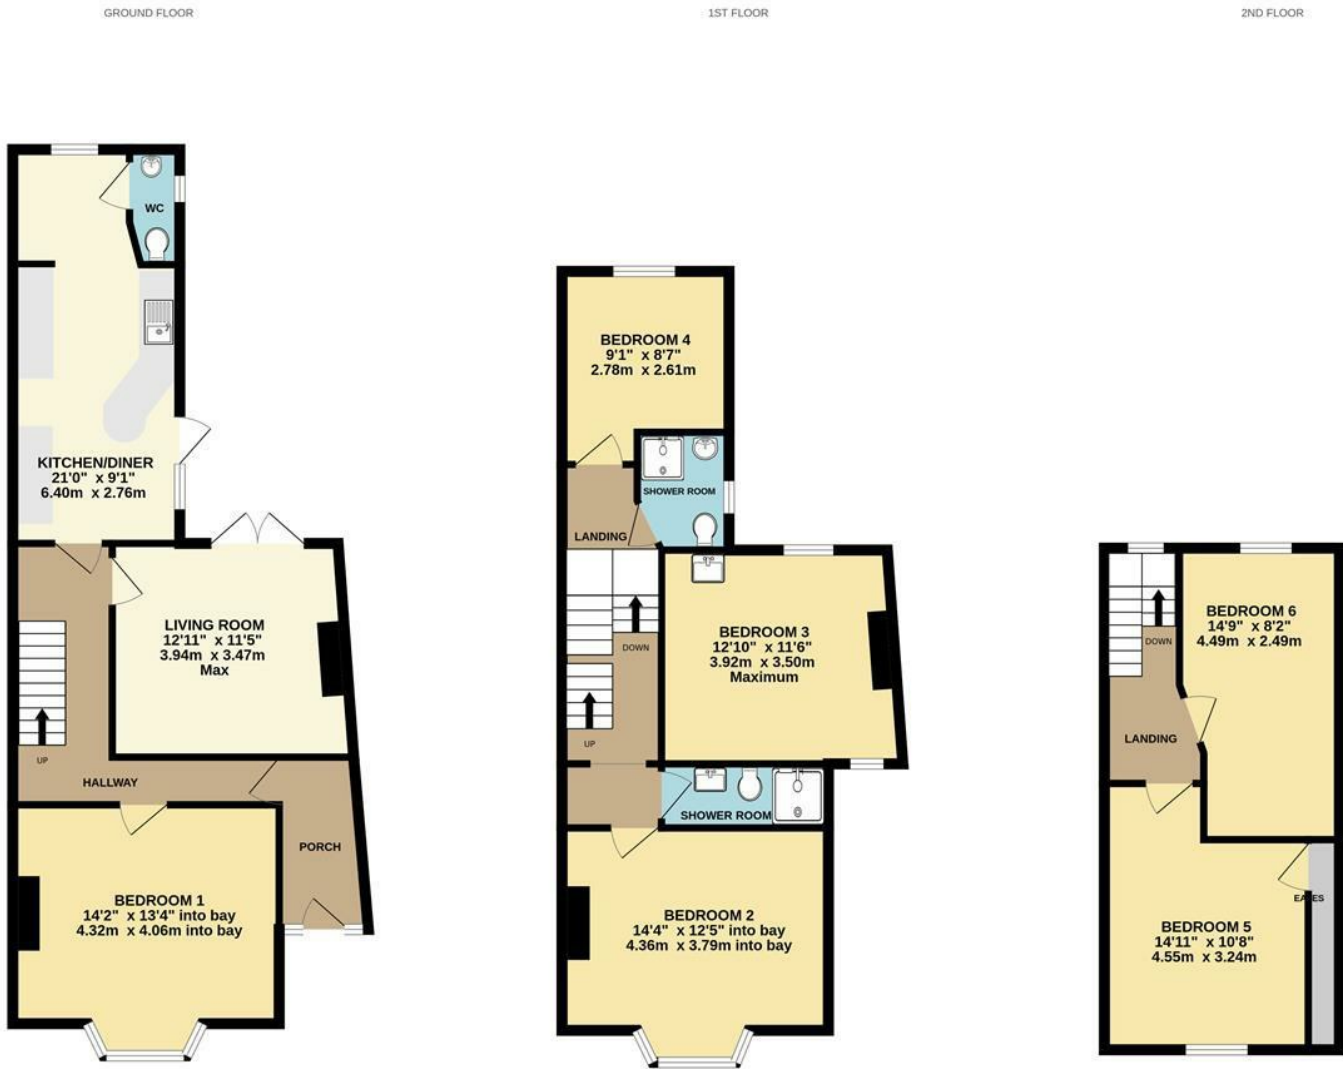 GROUND FLOOR
WC
KITCHEN/DINER
21'0" x 9'1"
6.40m x 2.76m
LIVING ROOM
12'11" x 11'5"
3.94m x 3.47m
Max
UP
HALLWAY
PORCH
BEDROOM 1
14'2" x 13'4" into bay
4.32m x 4.06m into bay
1ST FLOOR
BEDROOM 4
9'1" x 8'7"
2.78m x 2.61m
SHOWER ROOM
LANDING
DOWN
BEDROOM 3
12'10" x 11'6"
3.92m x 3.50m
Maximum
UP
SHOWER ROOM
BEDROOM 2
14'4" x 12'5" into bay
4.36m x 3.79m into bay
2ND FLOOR
BEDROOM 6
14'9" x 8'2"
4.49m x 2.49m
DOWN
LANDING
EAVES
BEDROOM 5
14'11" x 10'8"
4.55m x 3.24m